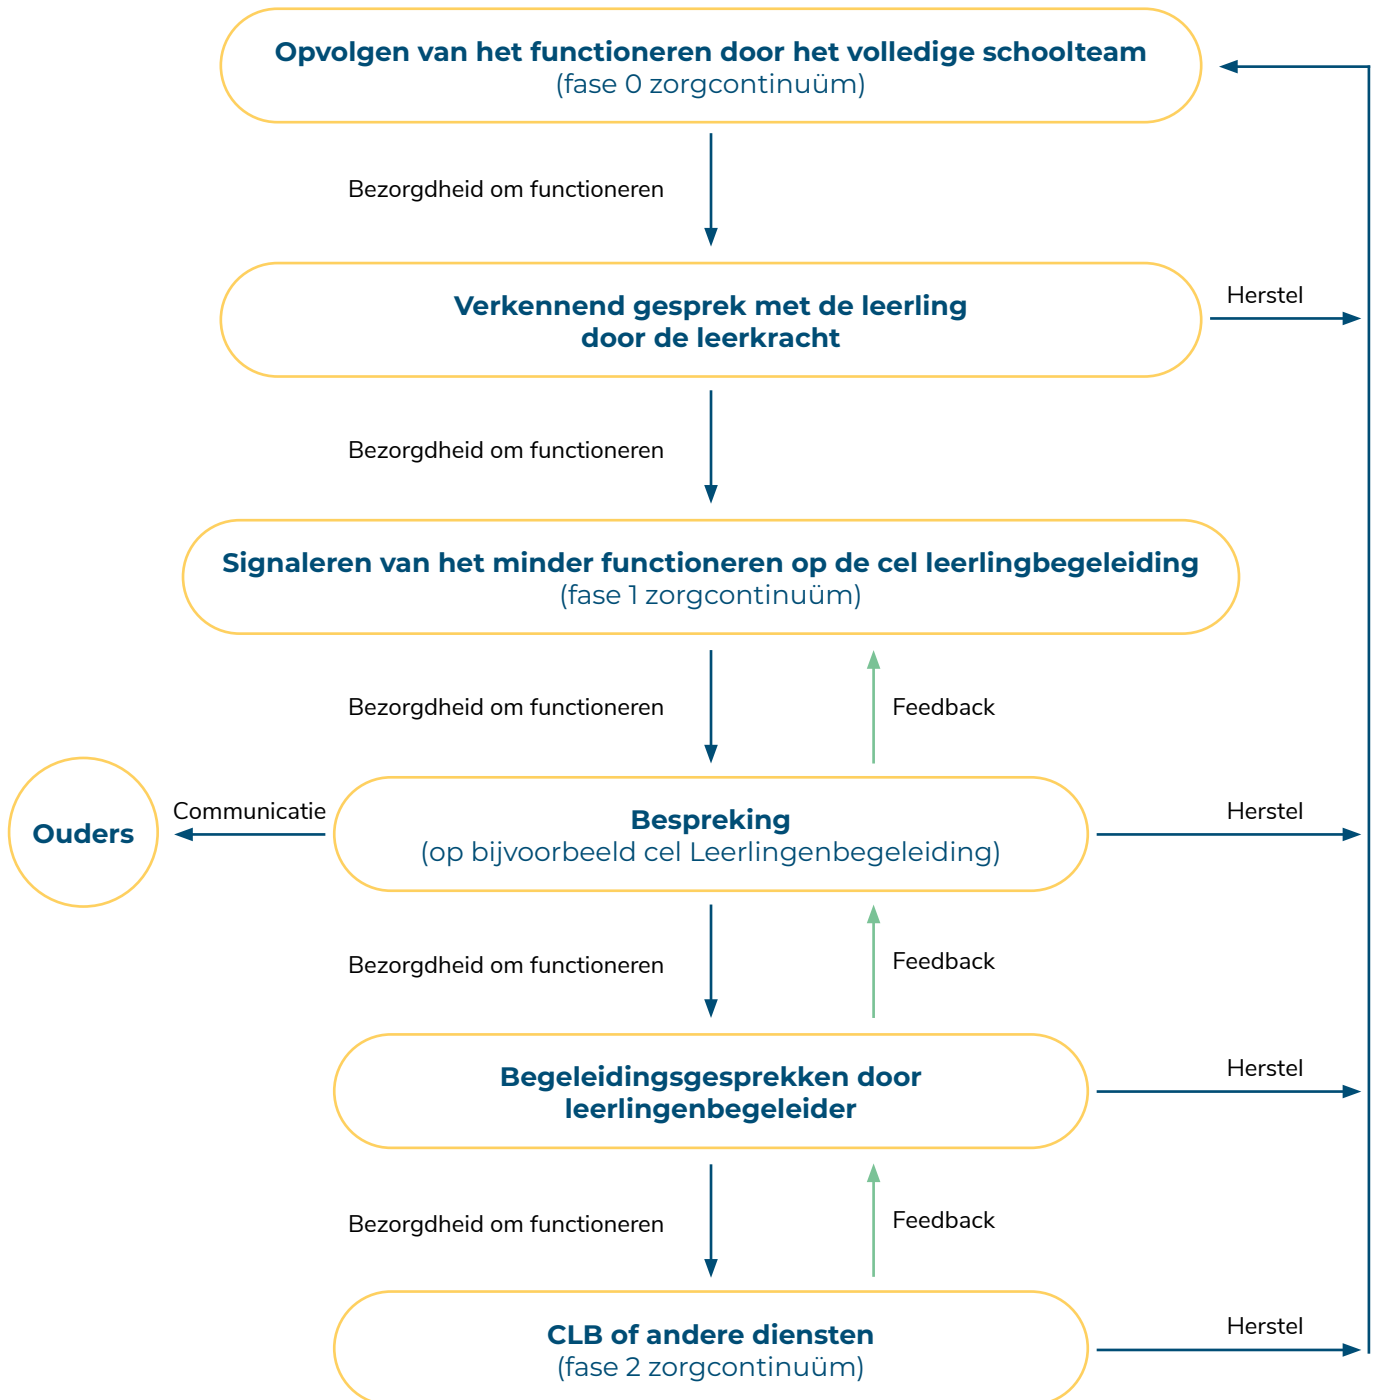 Opvolgen van het functioneren door het volledige schoolteam
(fase 0 zorgcontinuüm)
Bezorgdheid om functioneren
Verkennend gesprek met de leerling
door de leerkracht
Herstel
Bezorgdheid om functioneren
Signaleren van het minder functioneren op de cel leerlingbegeleiding
(fase 1 zorgcontinuüm)
Bezorgdheid om functioneren
Feedback
Ouders
Communicatie
Bespreking
(op bijvoorbeeld cel Leerlingenbegeleiding)
Herstel
Bezorgdheid om functioneren
Feedback
Begeleidingsgesprekken door
leerlingenbegeleider
Herstel
Bezorgdheid om functioneren
Feedback
CLB of andere diensten
(fase 2 zorgcontinuüm)
Herstel